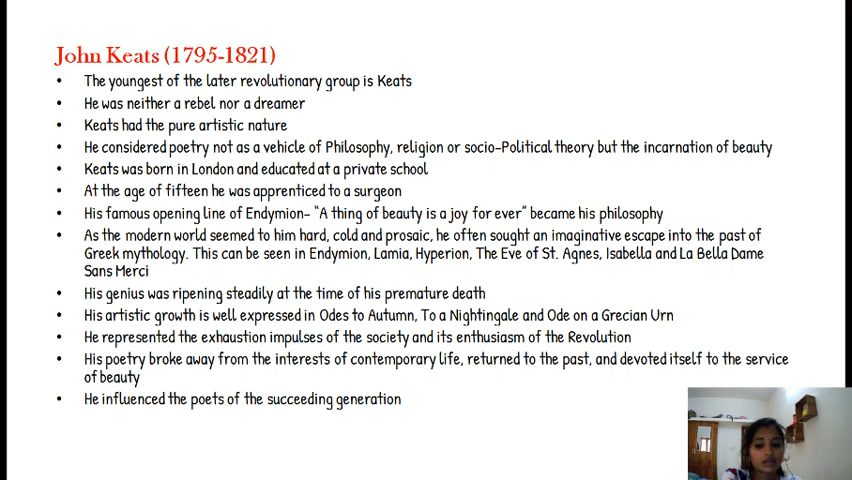 John Keats (1795-1821)
• The youngest of the later revolutionary group is Keats
• He was neither a rebel nor a dreamer
• Keats had the pure artistic nature
• He considered poetry not as a vehicle of Philosophy, religion or socio-Political theory but the incarnation of beauty
• Keats was born in London and educated at a private school
• At the age of fifteen he was apprenticed to a surgeon
• His famous opening line of Endymion- "A thing of beauty is a joy for ever" became his philosophy
• As the modern world seemed to him hard, cold and prosaic, he often sought an imaginative escape into the past of
Greek mythology. This can be seen in Endymion, Lamia, Hyperion, The Eve of St. Agnes, Isabella and La Bella Dame
Sans Merci
• His genius was ripening steadily at the time of his premature death
• His artistic growth is well expressed in Odes to Autumn, To a Nightingale and Ode on a Grecian Urn
• He represented the exhaustion impulses of the society and its enthusiasm of the Revolution
• His poetry broke away from the interests of contemporary life, returned to the past, and devoted itself to the service
of beauty
• He influenced the poets of the succeeding generation